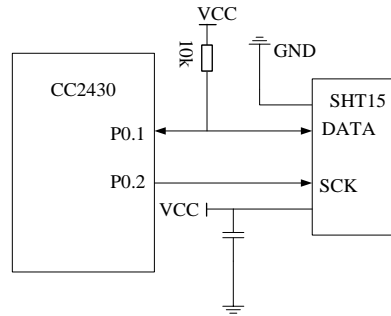 VCC
10k
GND
CC2430
SHT15
P0.1
DATA
P0.2
SCK
VCC